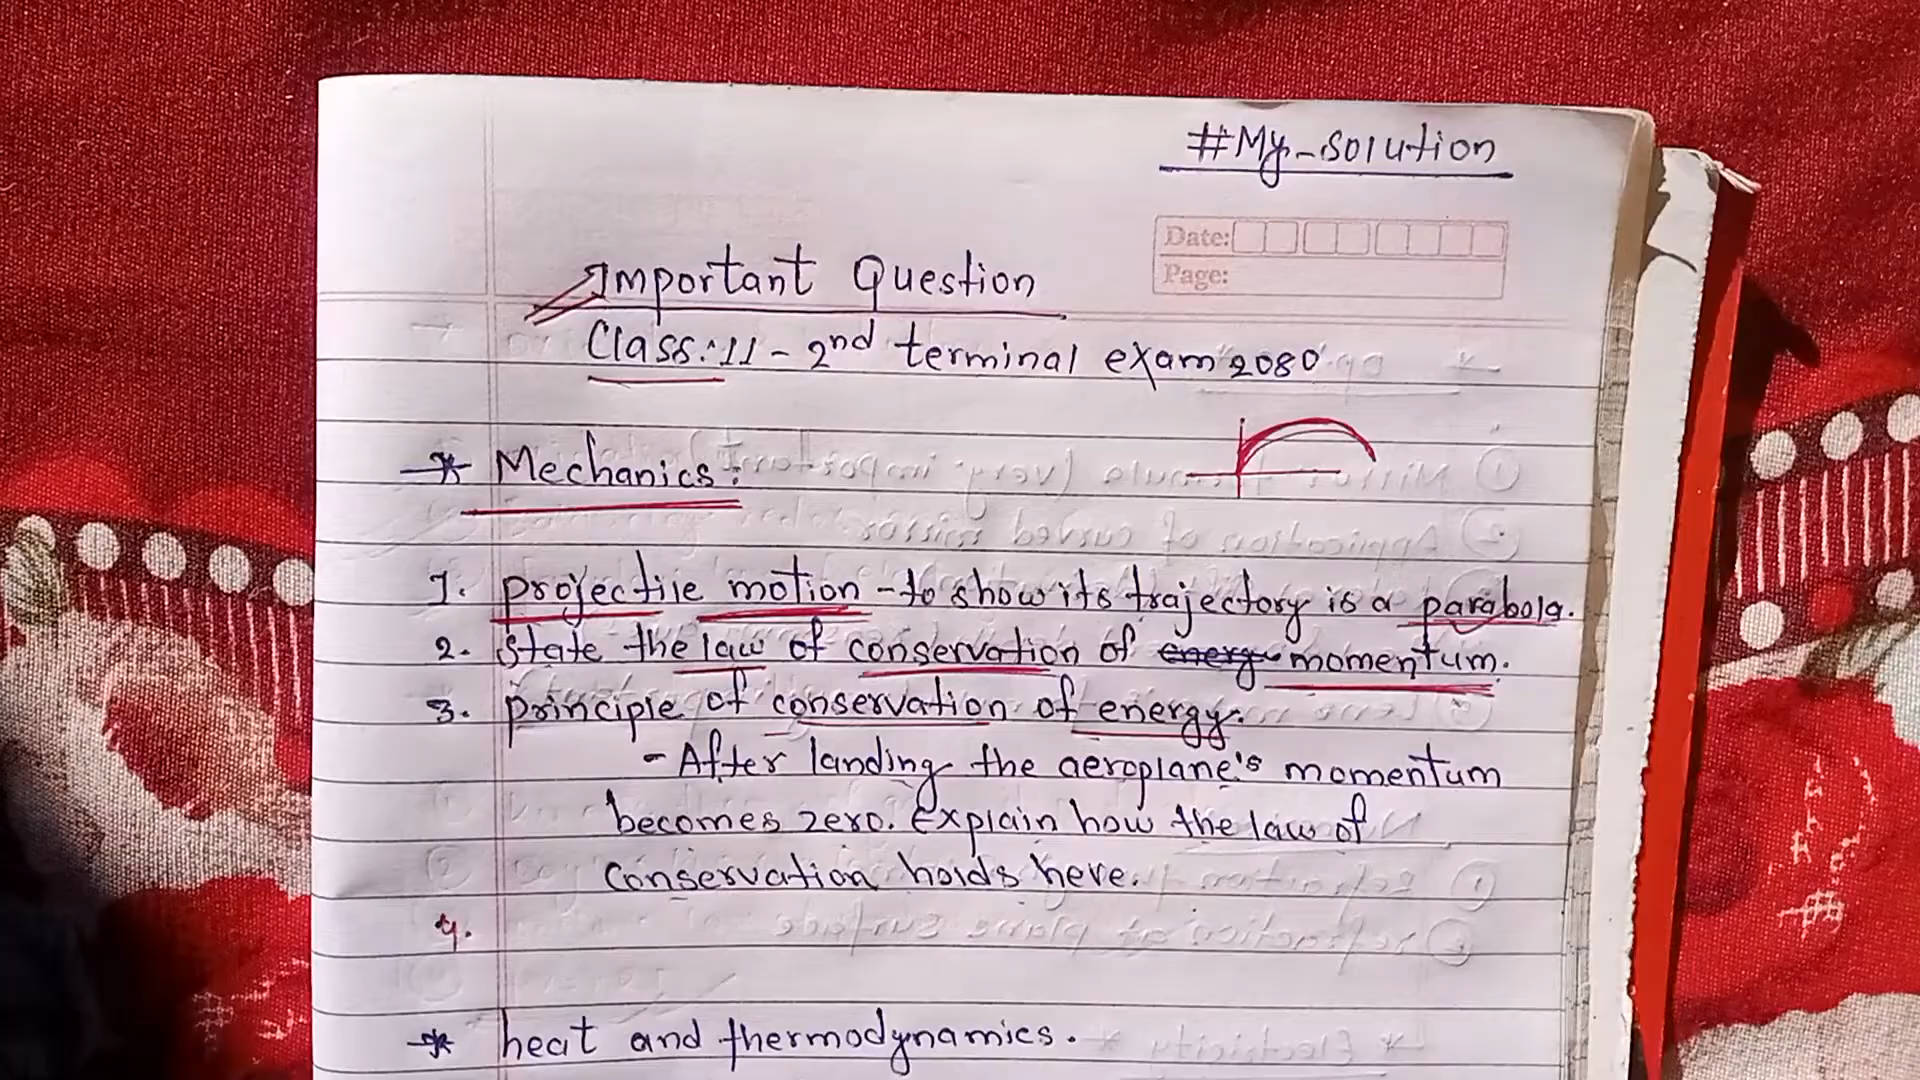 #My-solution
Date:
Page:
Important Question
Class:11 - 2nd terminal exam 2080
* Mechanics:
1. projectile motion - to show its trajectory is a parabola.
2. State the law of conservation of energy momentum.
3. principle of conservation of energy.
- After landing the aeroplane's momentum
becomes zero. explain how the law of
conservation holds here.
4.
* heat and thermodynamics.